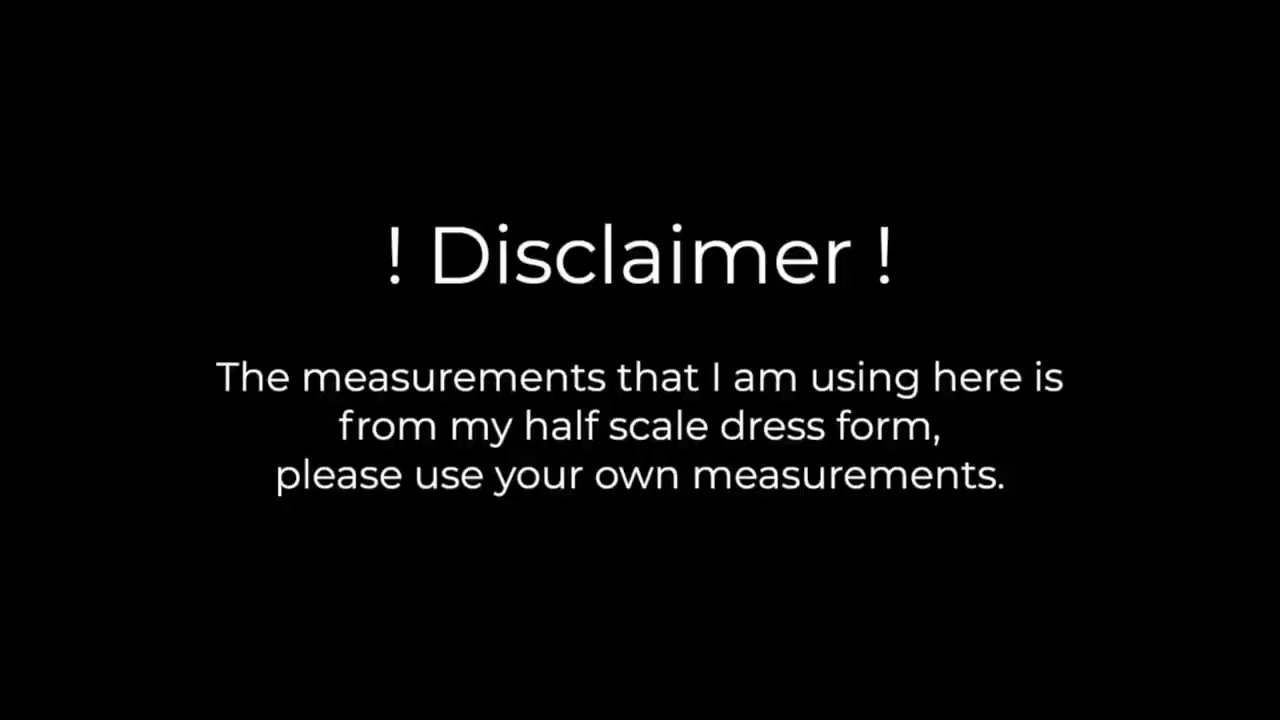 ! Disclaimer !
The measurements that I am using here is
from my half scale dress form,
please use your own measurements.